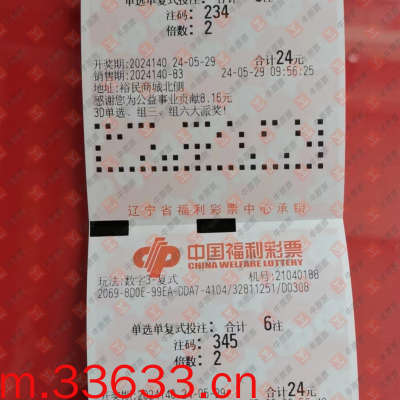 单选单复式投注: 合计
注码: 234
倍数: 2
开奖期:2024140 24-05-29 合计24元
销售期:2024140-83 24-05-29 09:56:25
地址:裕民商城北侧
感谢您为公益事业贡献8.16元
3D单选、组三、组六大派奖!
辽宁省福利彩票中心承销
中国福利彩票
CHINA WELFARE LOTTERY
玩法:数字3-复式 机号:21040188
2069-8D0E-99EA-DDA7-4104/32811251/D0308
单选单复式投注: 合计 6注
注码: 345
倍数: 2
m.33633.cn
合计24元